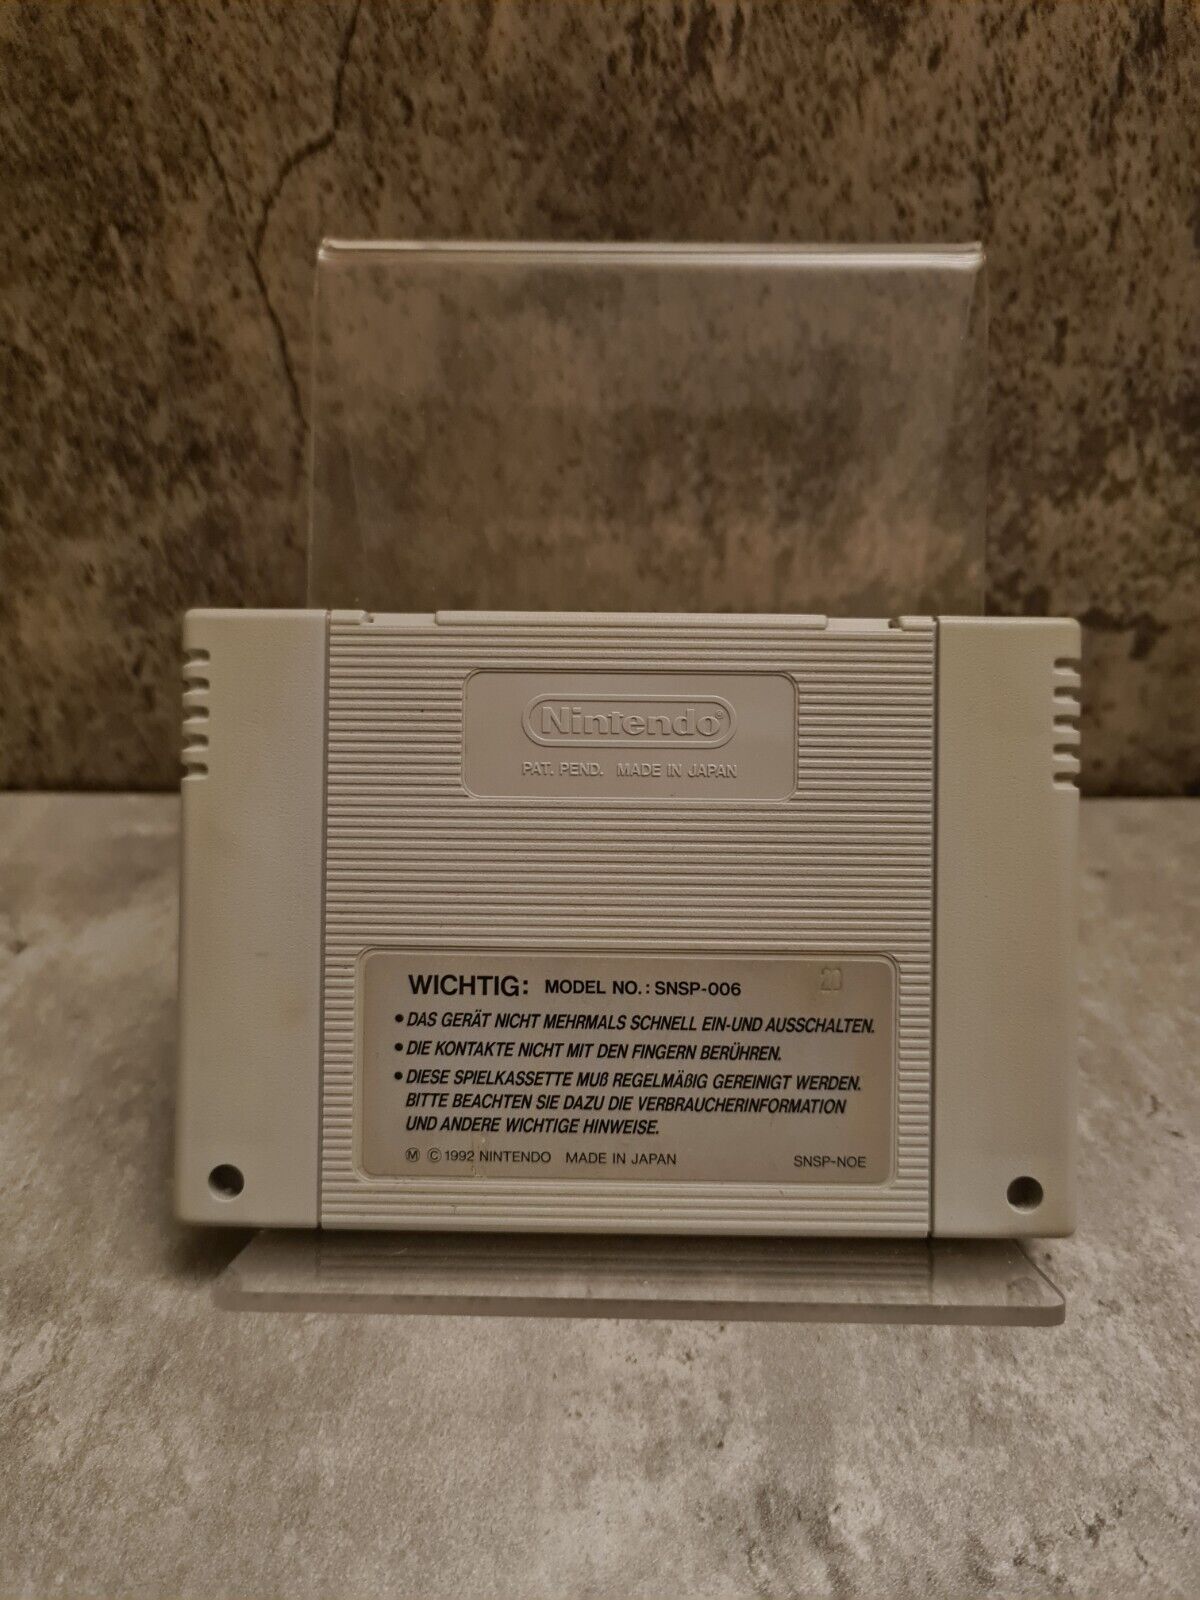 Nintendo®
PAT. PEND. MADE IN JAPAN
WICHTIG: MODEL NO.: SNSP-006
20
• DAS GERÄT NICHT MEHRMALS SCHNELL EIN-UND AUSSCHALTEN.
• DIE KONTAKTE NICHT MIT DEN FINGERN BERÜHREN.
• DIESE SPIELKASSETTE MUß REGELMÄßIG GEREINIGT WERDEN.
BITTE BEACHTEN SIE DAZU DIE VERBRAUCHERINFORMATION
UND ANDERE WICHTIGE HINWEISE.
Ⓜ © 1992 NINTENDO MADE IN JAPAN SNSP-NOE